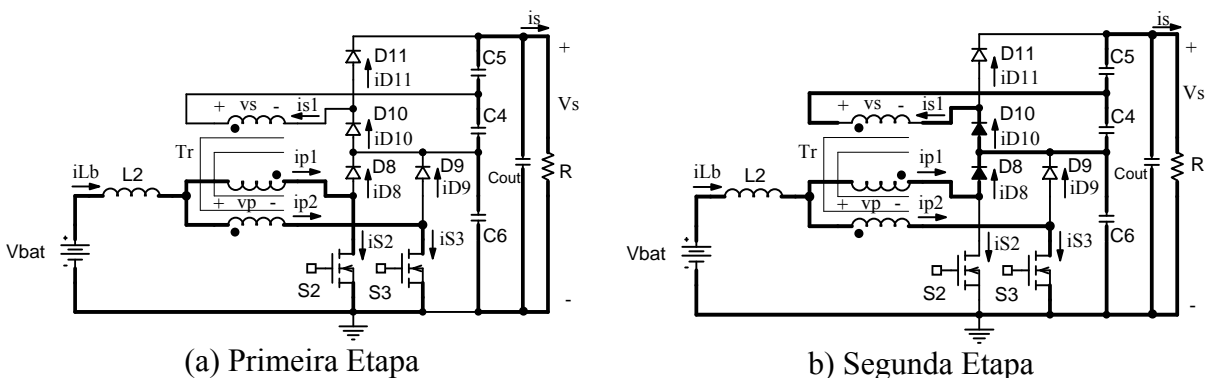 is
+
D11
C5
iD11
+ vs -
is1
Vs
D10
C4
iD10
Tr
ip1
D8
D9
iLb
L2
Cout
R
iD8
iD9
+ vp -
ip2
C6
Vbat
+
-
iS2
iS3
S2
S3
-
(a) Primeira Etapa
is
+
D11
C5
iD11
+ vs -
is1
Vs
D10
C4
iD10
Tr
ip1
D8
D9
iLb
L2
Cout
R
iD8
iD9
+ vp -
ip2
C6
Vbat
+
-
iS2
iS3
S2
S3
-
b) Segunda Etapa